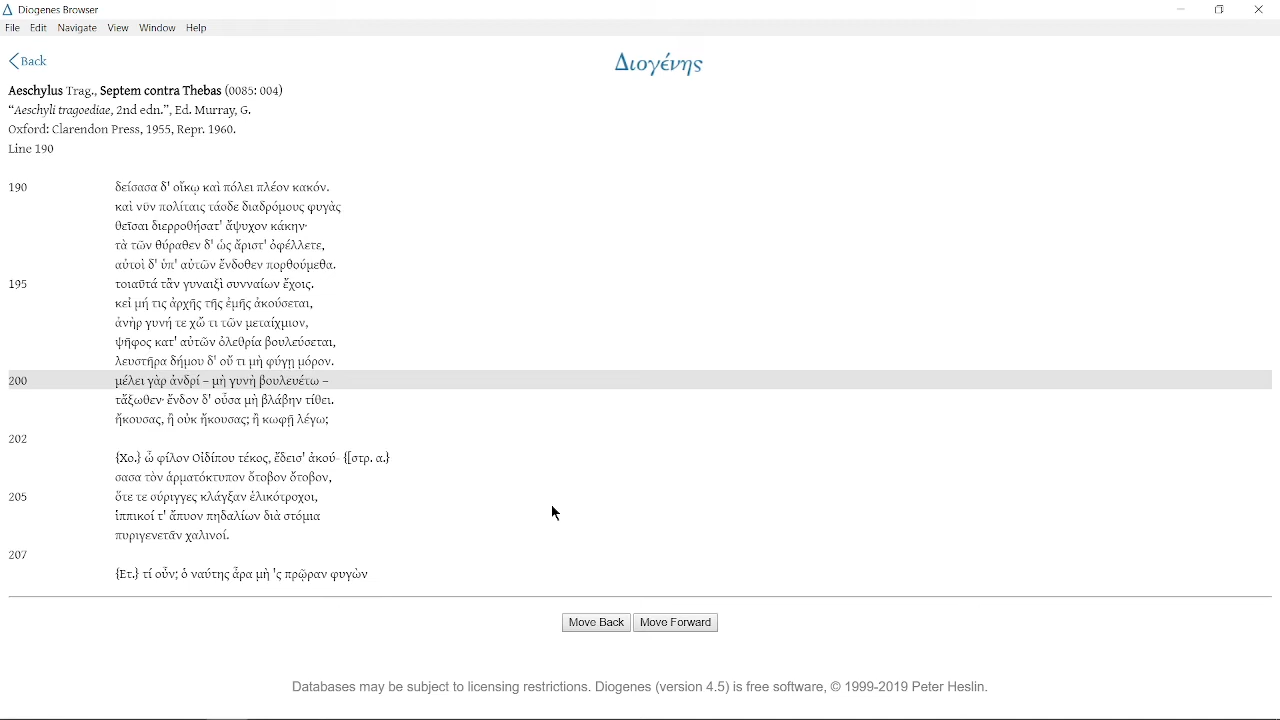 Diogenes Browser
File Edit Navigate View Window Help
Back
Διογένης
Aeschylus Trag., Septem contra Thebas (0085: 004)
“Aeschyli tragoediae, 2nd edn.”, Ed. Murray, G.
Oxford: Clarendon Press, 1955, Repr. 1960.
Line 190
190 δείσασα δ' οἴκῳ καὶ πόλει πλέον κακόν.
καὶ νῦν πολίταις τάσδε διαδρόμους φυγὰς
θεῖσαι διερροθήσατ' ἄψυχον κάκην·
τὰ τῶν θύραθεν δ' ὡς ἄριστ' ὀφέλλετε,
αὐτοὶ δ' ὑπ' αὐτῶν ἔνδοθεν πορθούμεθα.
195 τοιαῦτά τἂν γυναιξὶ συνναίων ἔχοις.
κεἰ μή τις ἀρχῆς τῆς ἐμῆς ἀκούσεται,
ἀνὴρ γυνή τε χὤ τι τῶν μεταίχμιον,
ψῆφος κατ' αὐτῶν ὀλεθρία βουλεύσεται,
λευστῆρα δήμου δ' οὔ τι μὴ φύγῃ μόρον.
200 μέλει γὰρ ἀνδρί – μὴ γυνὴ βουλευέτω –
τἄξωθεν· ἔνδον δ' οὖσα μὴ βλάβην τίθει.
ἤκουσας, ἢ οὐκ ἤκουσας; ἢ κωφῇ λέγω;
202
{Χο.} ὦ φίλον Οἰδίπου τέκος, ἔδεισ' ἀκού- {[στρ. α.}
σασα τὸν ἁρματόκτυπον ὄτοβον ὄτοβον,
205 ὅτε τε σύριγγες κλάγξαν ἑλικότροχοι,
ἱππικοί τ' ἄπυον πηδαλίων διὰ στόμια
πυριγενετᾶν χαλινοί.
207
{Ετ.} τί οὖν; ὁ ναύτης ἆρα μὴ 'ς πρῷραν φυγὼν
Move Back Move Forward
Databases may be subject to licensing restrictions. Diogenes (version 4.5) is free software, © 1999-2019 Peter Heslin.